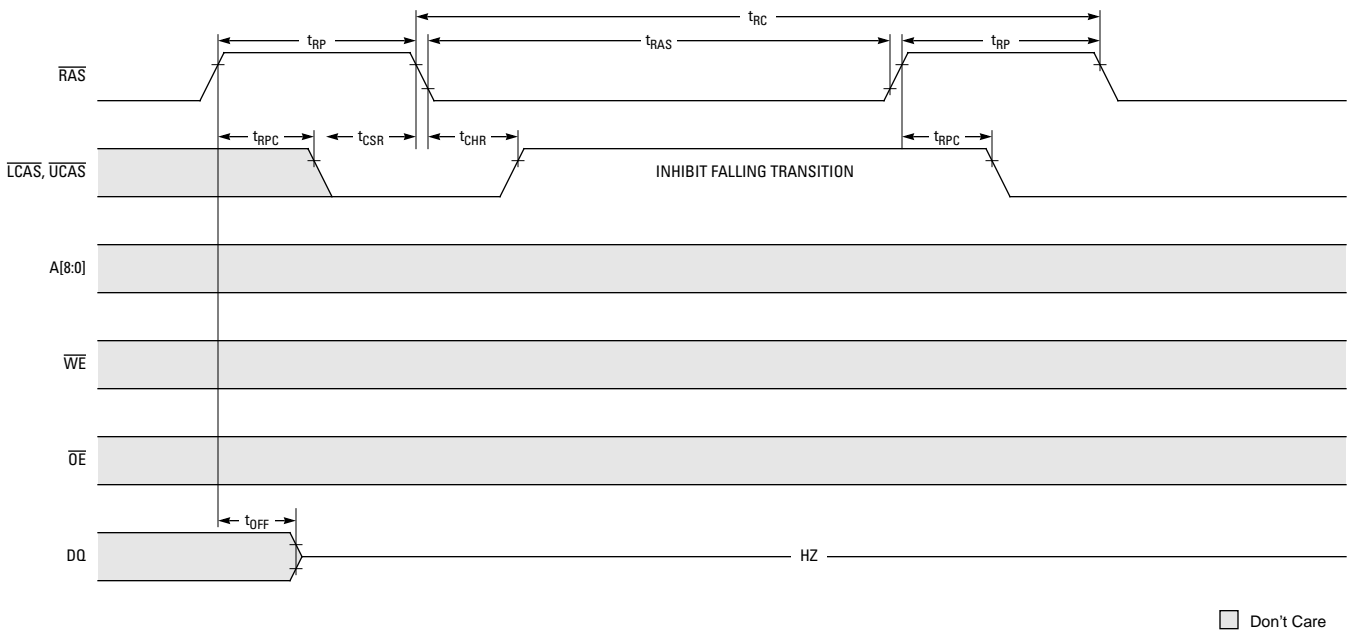 tRC
tRP tRAS tRP
RAS
tRPC tCSR tCHR tRPC
LCAS, UCAS INHIBIT FALLING TRANSITION
A[8:0]
WE
OE
tOFF
DQ HZ
Don't Care